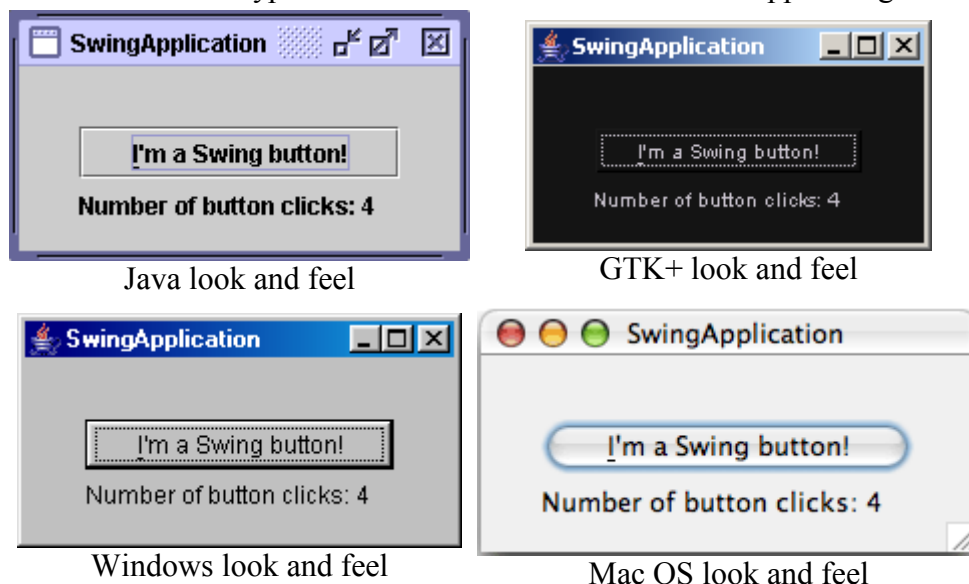 SwingApplication
I'm a Swing button!
Number of button clicks: 4
Java look and feel
SwingApplication
I'm a Swing button!
Number of button clicks: 4
GTK+ look and feel
SwingApplication
I'm a Swing button!
Number of button clicks: 4
Windows look and feel
SwingApplication
I'm a Swing button!
Number of button clicks: 4
Mac OS look and feel